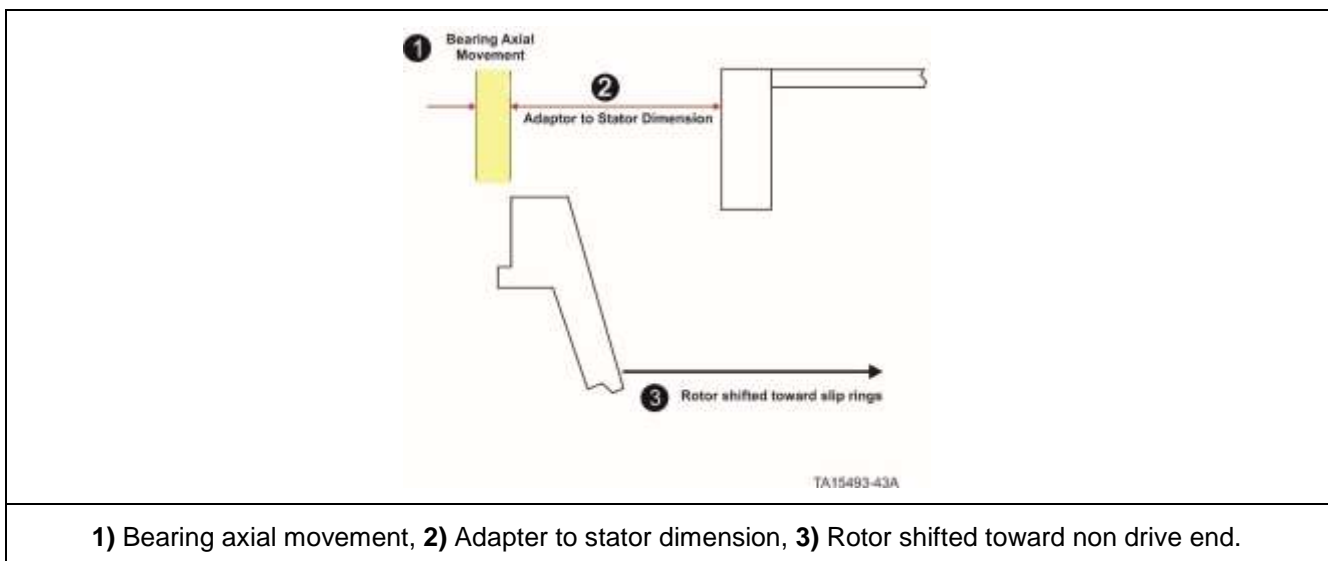 1
Bearing Axial
Movement
2
Adaptor to Stator Dimension
3
Rotor shifted toward slip rings
TA15493-43A
1) Bearing axial movement, 2) Adapter to stator dimension, 3) Rotor shifted toward non drive end.